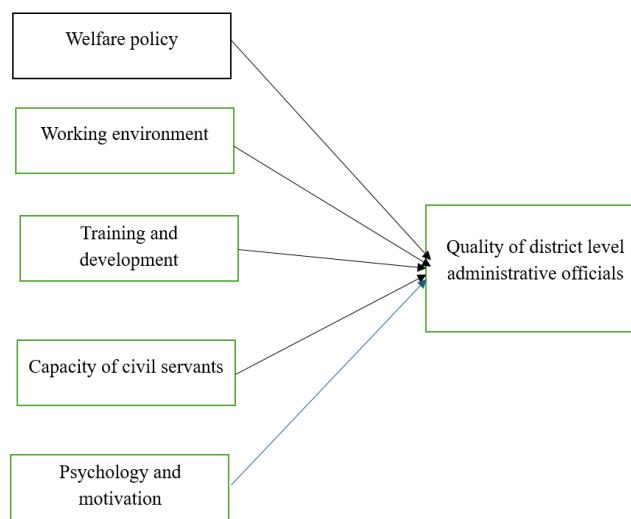 Welfare policy
Working environment
Training and
development
Capacity of civil servants
Psychology and
motivation
Quality of district level
administrative officials